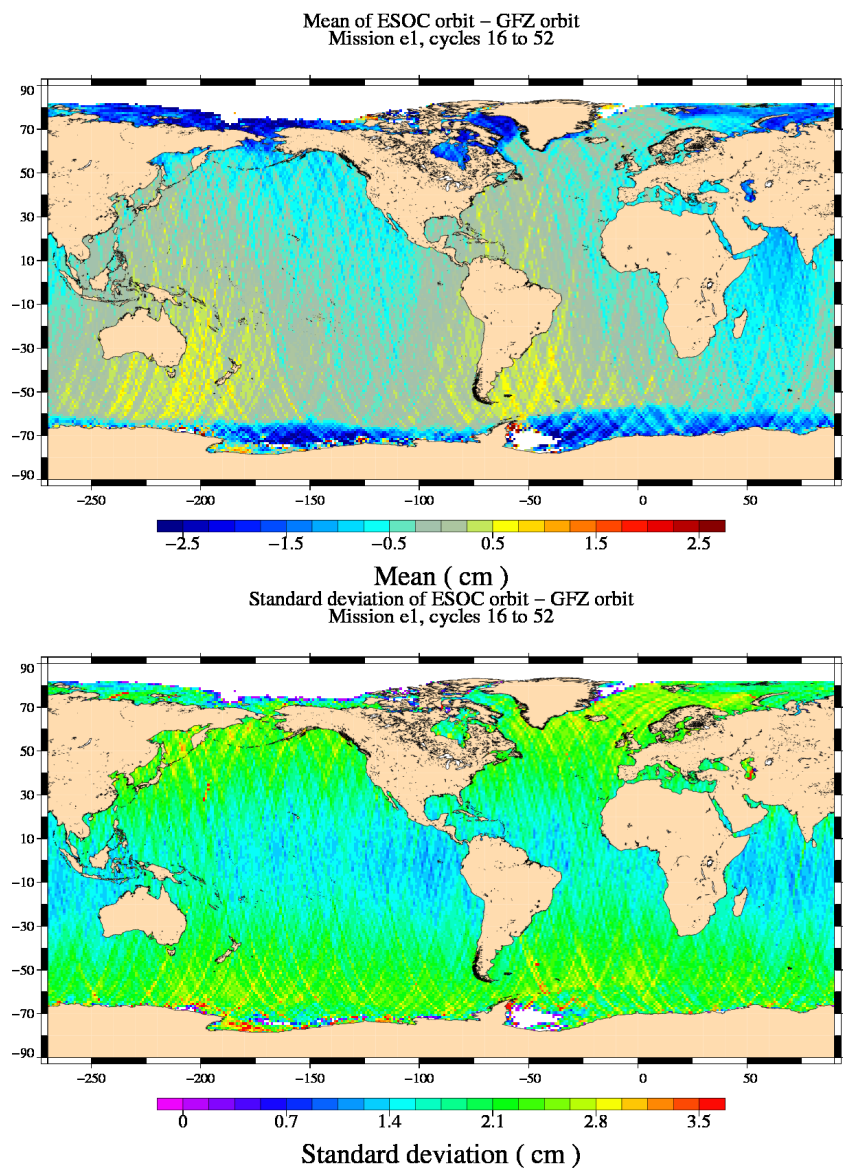 Mean of ESOC orbit − GFZ orbit
Mission e1, cycles 16 to 52
90
70
50
30
10
−10
−30
−50
−70
−90
−250 −200 −150 −100 −50 0 50
−2.5 −1.5 −0.5 0.5 1.5 2.5
Mean ( cm )
Standard deviation of ESOC orbit − GFZ orbit
Mission e1, cycles 16 to 52
90
70
50
30
10
−10
−30
−50
−70
−90
−250 −200 −150 −100 −50 0 50
0 0.7 1.4 2.1 2.8 3.5
Standard deviation ( cm )